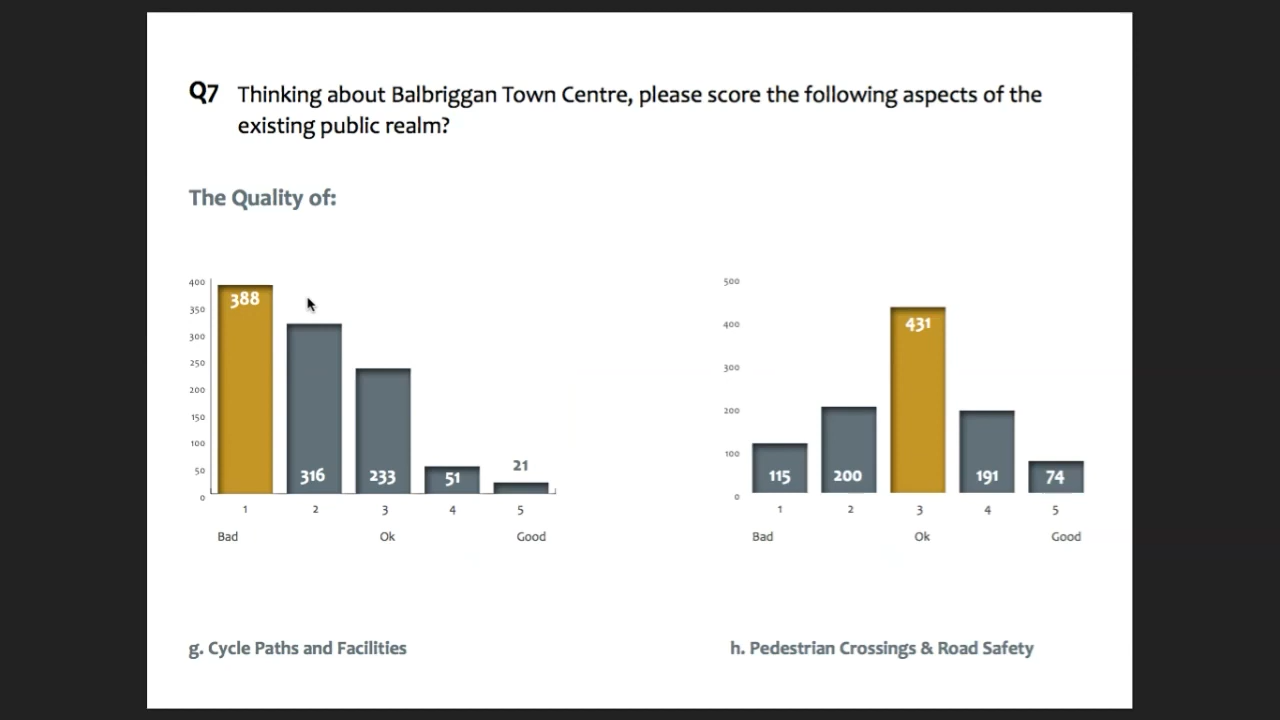 Q7 Thinking about Balbriggan Town Centre, please score the following aspects of the
existing public realm?
The Quality of:
400
350
300
250
200
150
100
50
0
388
316
233
51
21
1 2 3 4 5
Bad Ok Good
g. Cycle Paths and Facilities
500
400
300
200
100
0
115
200
431
191
74
1 2 3 4 5
Bad Ok Good
h. Pedestrian Crossings & Road Safety